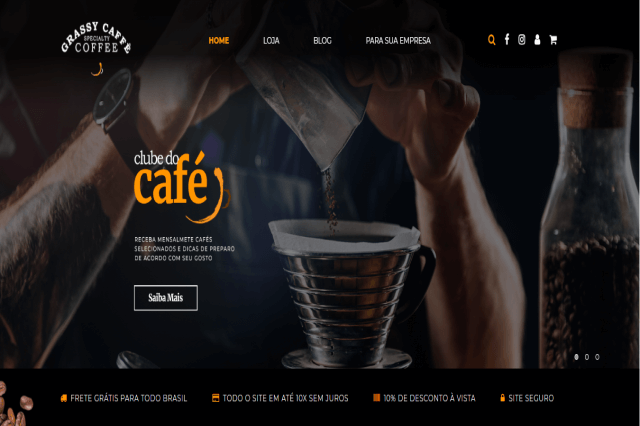 GRASSY CAFFÈ
SPECIALTY
COFFEE
HOME LOJA BLOG PARA SUA EMPRESA
clube do
café
RECEBA MENSALMETE CAFÉS
SELECIONADOS E DICAS DE PREPARO
DE ACORDO COM SEU GOSTO
Saiba Mais
FRETE GRÁTIS PARA TODO BRASIL TODO O SITE EM ATÉ 10X SEM JUROS 10% DE DESCONTO À VISTA SITE SEGURO